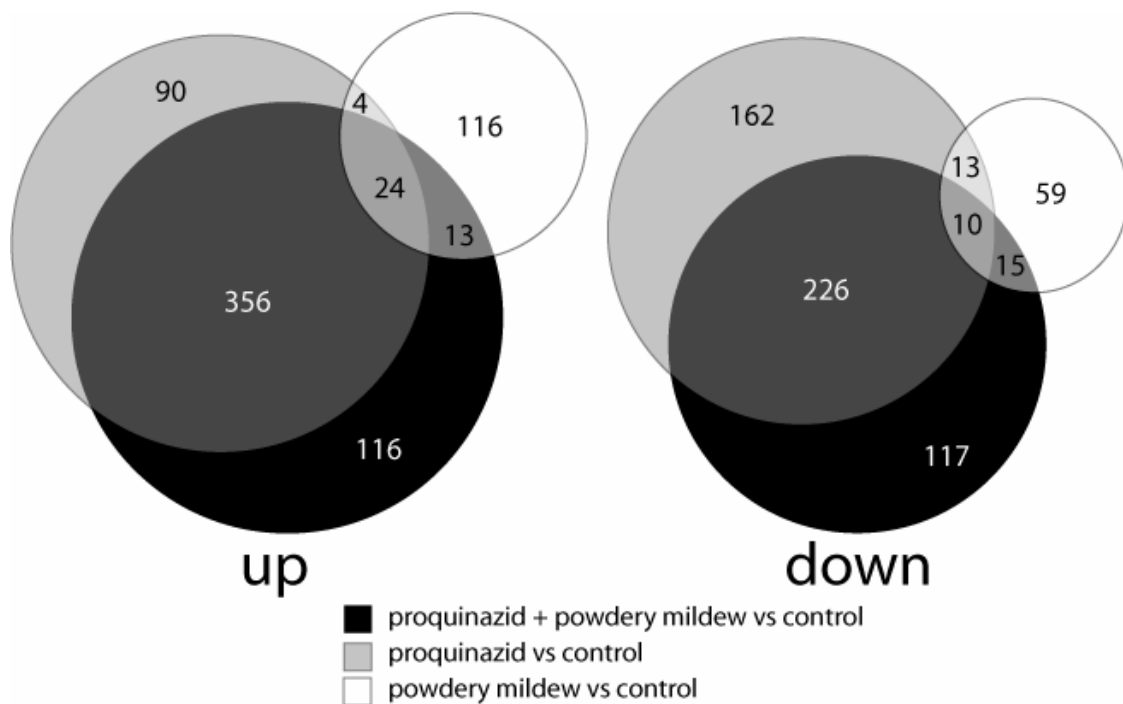 90
4
116
24
13
356
116
up
162
13
59
10
15
226
117
down
proquinazid + powdery mildew vs control
proquinazid vs control
powdery mildew vs control